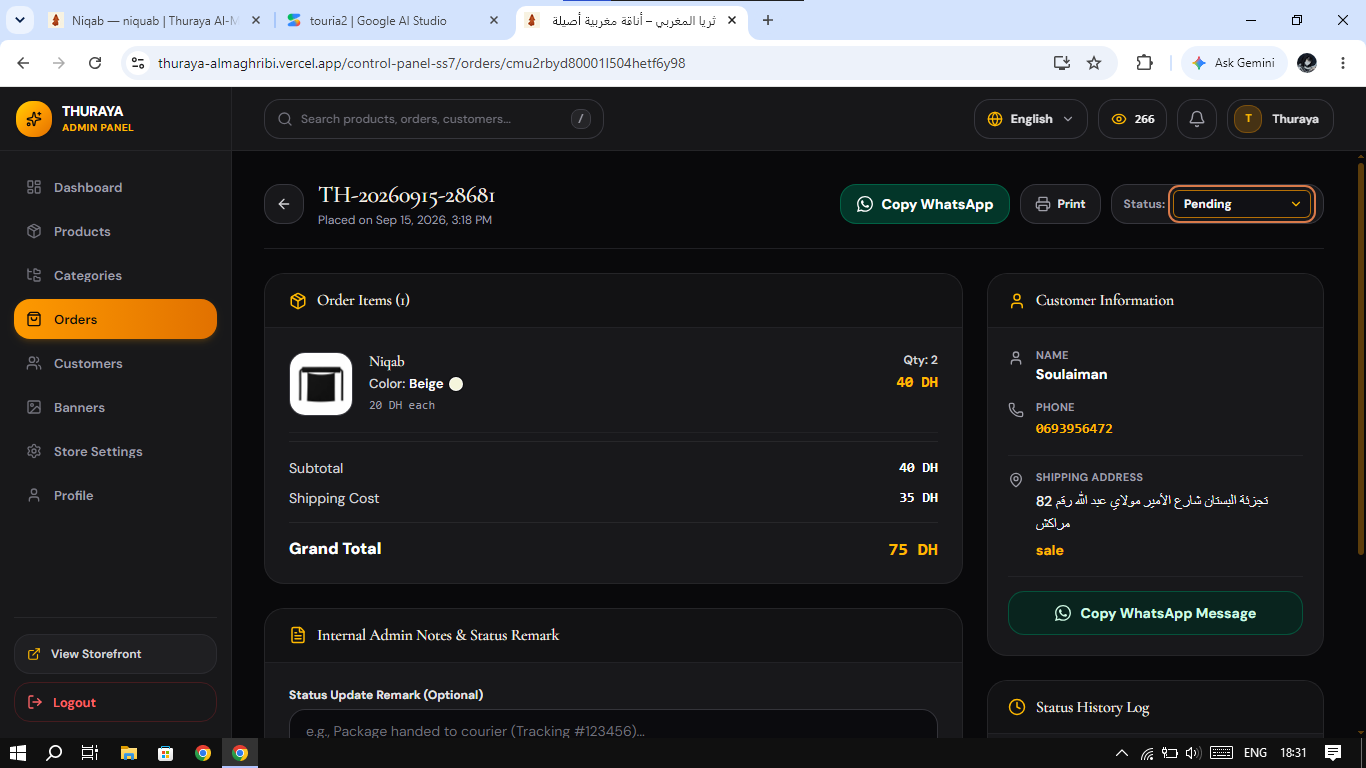 Niqab — niquab | Thuraya Al-M
touria2 | Google AI Studio
ثريا المغربي – أناقة مغربية أصيلة
thuraya-almaghribi.vercel.app/control-panel-ss7/orders/cmu2rbyd80001l504hetf6y98
Ask Gemini
THURAYA
ADMIN PANEL
Search products, orders, customers...
/
English
266
T
Thuraya
Dashboard
Products
Categories
Orders
Customers
Banners
Store Settings
Profile
View Storefront
Logout
TH-20260915-28681
Placed on Sep 15, 2026, 3:18 PM
Copy WhatsApp
Print
Status:
Pending
Order Items (1)
Niqab
Qty: 2
Color: Beige
40 DH
20 DH each
Subtotal
40 DH
Shipping Cost
35 DH
Grand Total
75 DH
Internal Admin Notes & Status Remark
Status Update Remark (Optional)
e.g., Package handed to courier (Tracking #123456)...
Customer Information
NAME
Soulaiman
PHONE
0693956472
SHIPPING ADDRESS
تجزئة البستان شارع الأمير مولاي عبد الله رقم 82
مراكش
sale
Copy WhatsApp Message
Status History Log
ENG
18:31